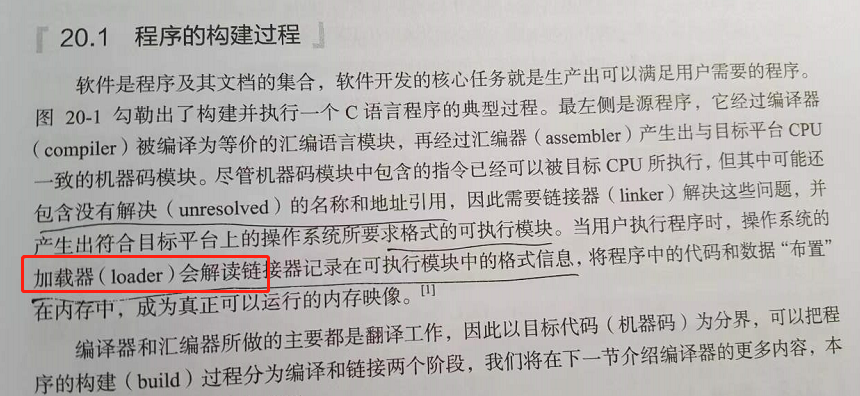 『 20.1 程序的构建过程 』
软件是程序及其文档的集合，软件开发的核心任务就是生产出可以满足用户需要的程序。
图 20-1 勾勒出了构建并执行一个 C 语言程序的典型过程。最左侧是源程序，它经过编译器
（compiler）被编译为等价的汇编语言模块，再经过汇编器（assembler）产生出与目标平台 CPU
一致的机器码模块。尽管机器码模块中包含的指令已经可以被目标 CPU 所执行，但其中可能还
包含没有解决（unresolved）的名称和地址引用，因此需要链接器（linker）解决这些问题，并
产生出符合目标平台上的操作系统所要求格式的可执行模块。当用户执行程序时，操作系统的
加载器（loader）会解读链接器记录在可执行模块中的格式信息，将程序中的代码和数据“布置”
在内存中，成为真正可以运行的内存映像。[1]
编译器和汇编器所做的主要都是翻译工作，因此以目标代码（机器码）为分界，可以把程
序的构建（build）过程分为编译和链接两个阶段，我们将在下一节介绍编译器的更多内容，本